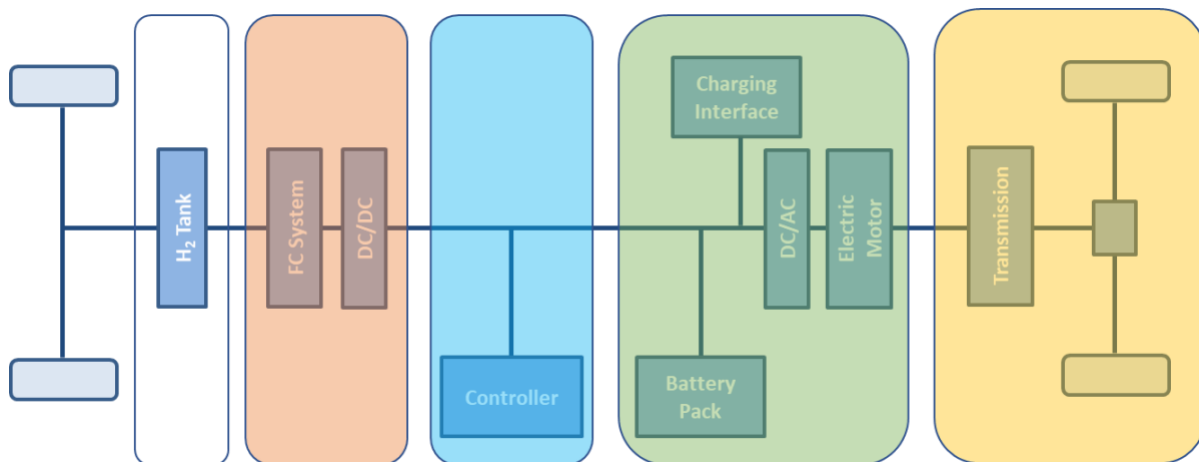 H₂ Tank
FC System
DC/DC
Controller
Charging
Interface
Battery
Pack
DC/AC
Electric
Motor
Transmission